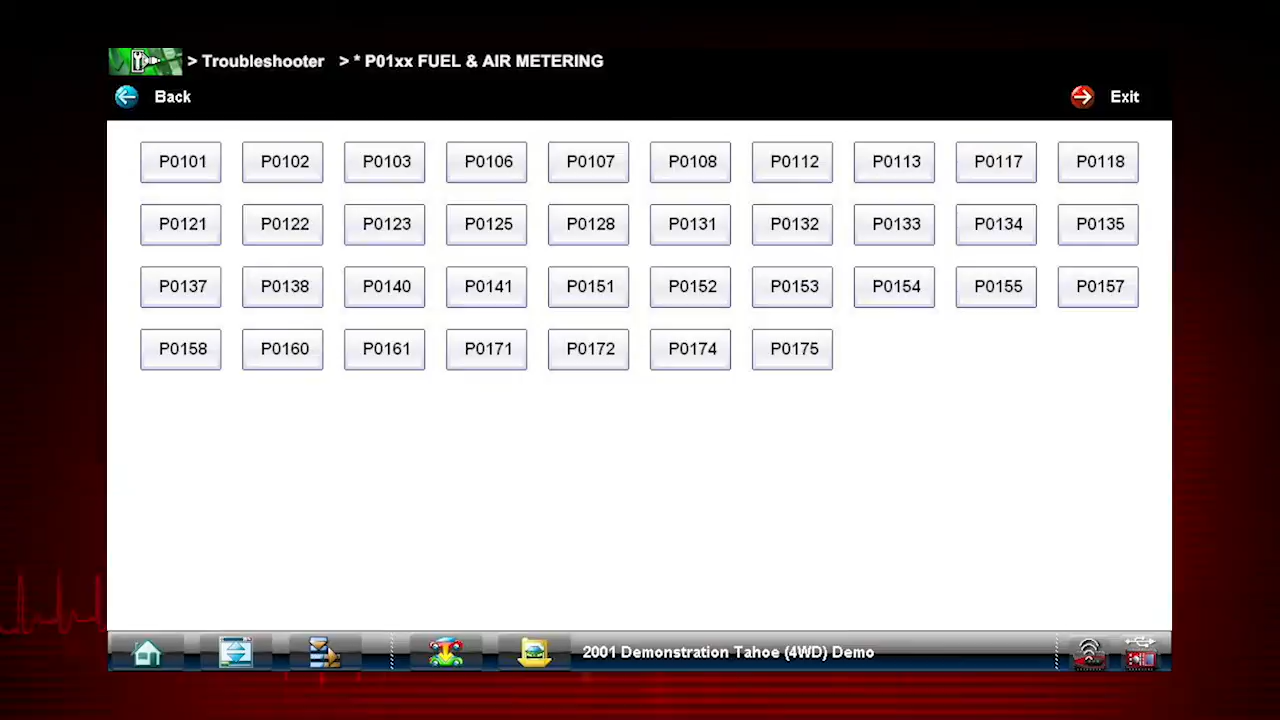 > Troubleshooter > * P01xx FUEL & AIR METERING
Back Exit
P0101 P0102 P0103 P0106 P0107 P0108 P0112 P0113 P0117 P0118
P0121 P0122 P0123 P0125 P0128 P0131 P0132 P0133 P0134 P0135
P0137 P0138 P0140 P0141 P0151 P0152 P0153 P0154 P0155 P0157
P0158 P0160 P0161 P0171 P0172 P0174 P0175
2001 Demonstration Tahoe (4WD) Demo